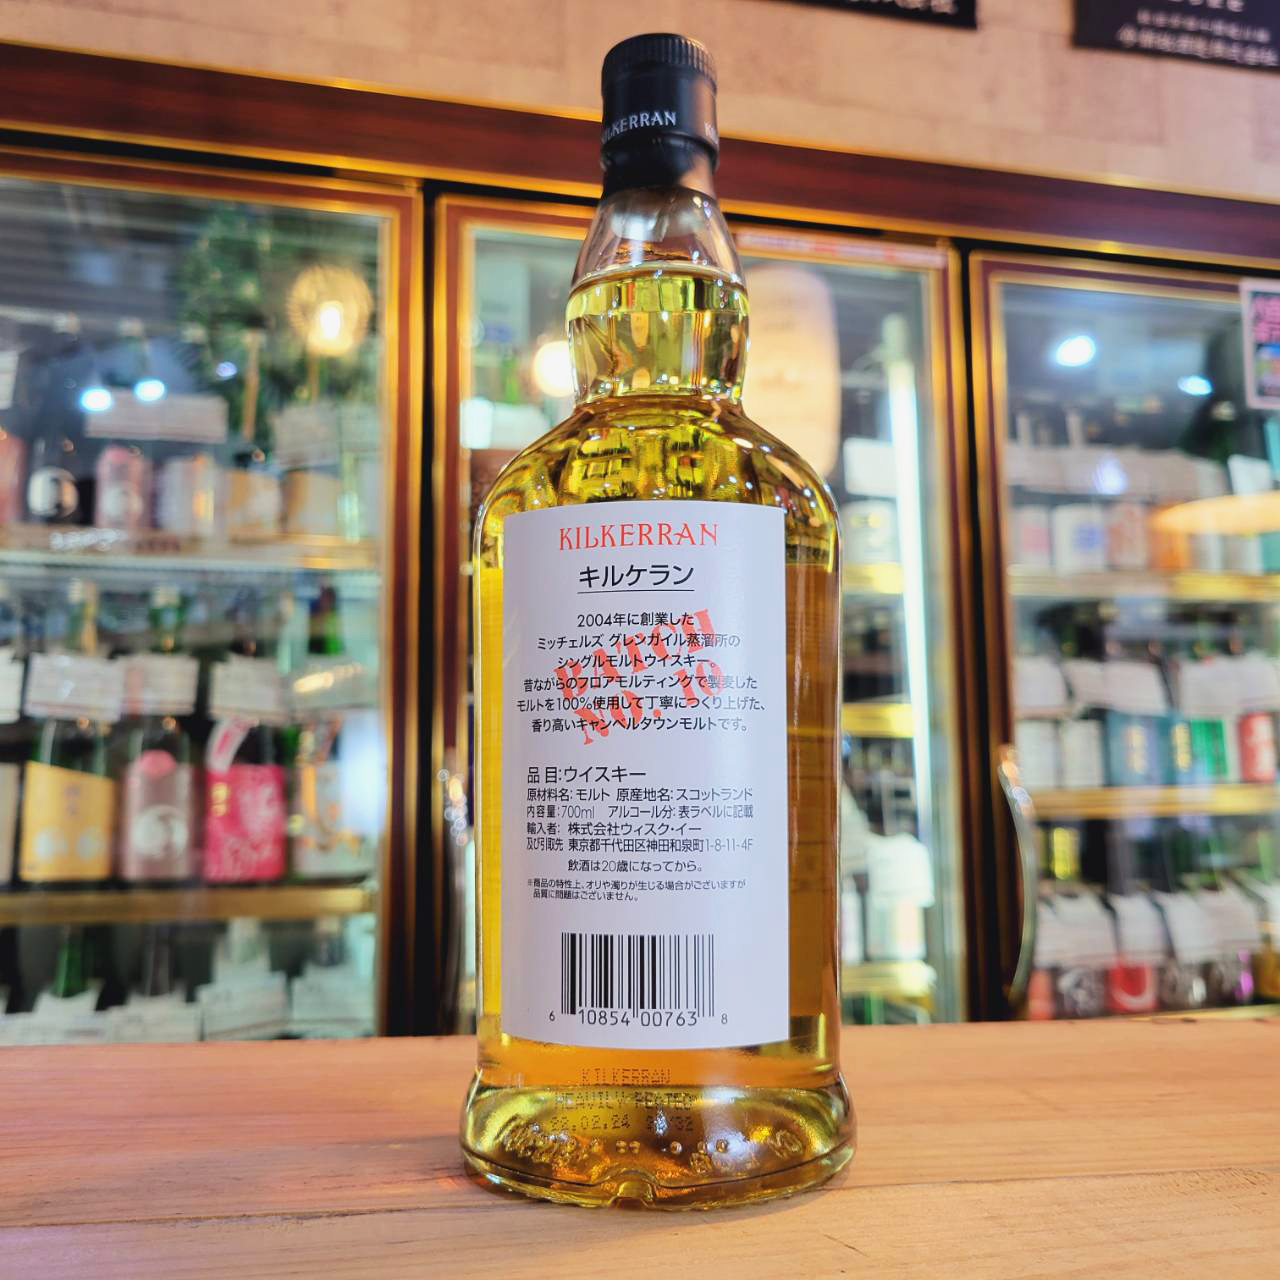 KILKERRAN
KILKERRAN
キルケラン
2004年に創業した
ミッチェルズ グレンガイル蒸溜所の
シングルモルトウイスキー。
昔ながらのフロアモルティングで製麦した
モルトを100%使用して丁寧につくり上げた、
香り高いキャンベルタウンモルトです。
BATCH
NO. 10
品 目:ウイスキー
原材料名:モルト 原産地名:スコットランド
内容量:700ml アルコール分:表ラベルに記載
輸入者: 株式会社ウィスク・イー
及び引取先 東京都千代田区神田和泉町1-8-11-4F
飲酒は20歳になってから。
※商品の特性上、オリや濁りが生じる場合がございますが
品質に問題はございません。
6 10854 00763 8
KILKERRAN
HEAVILY PEATED
22.02.24